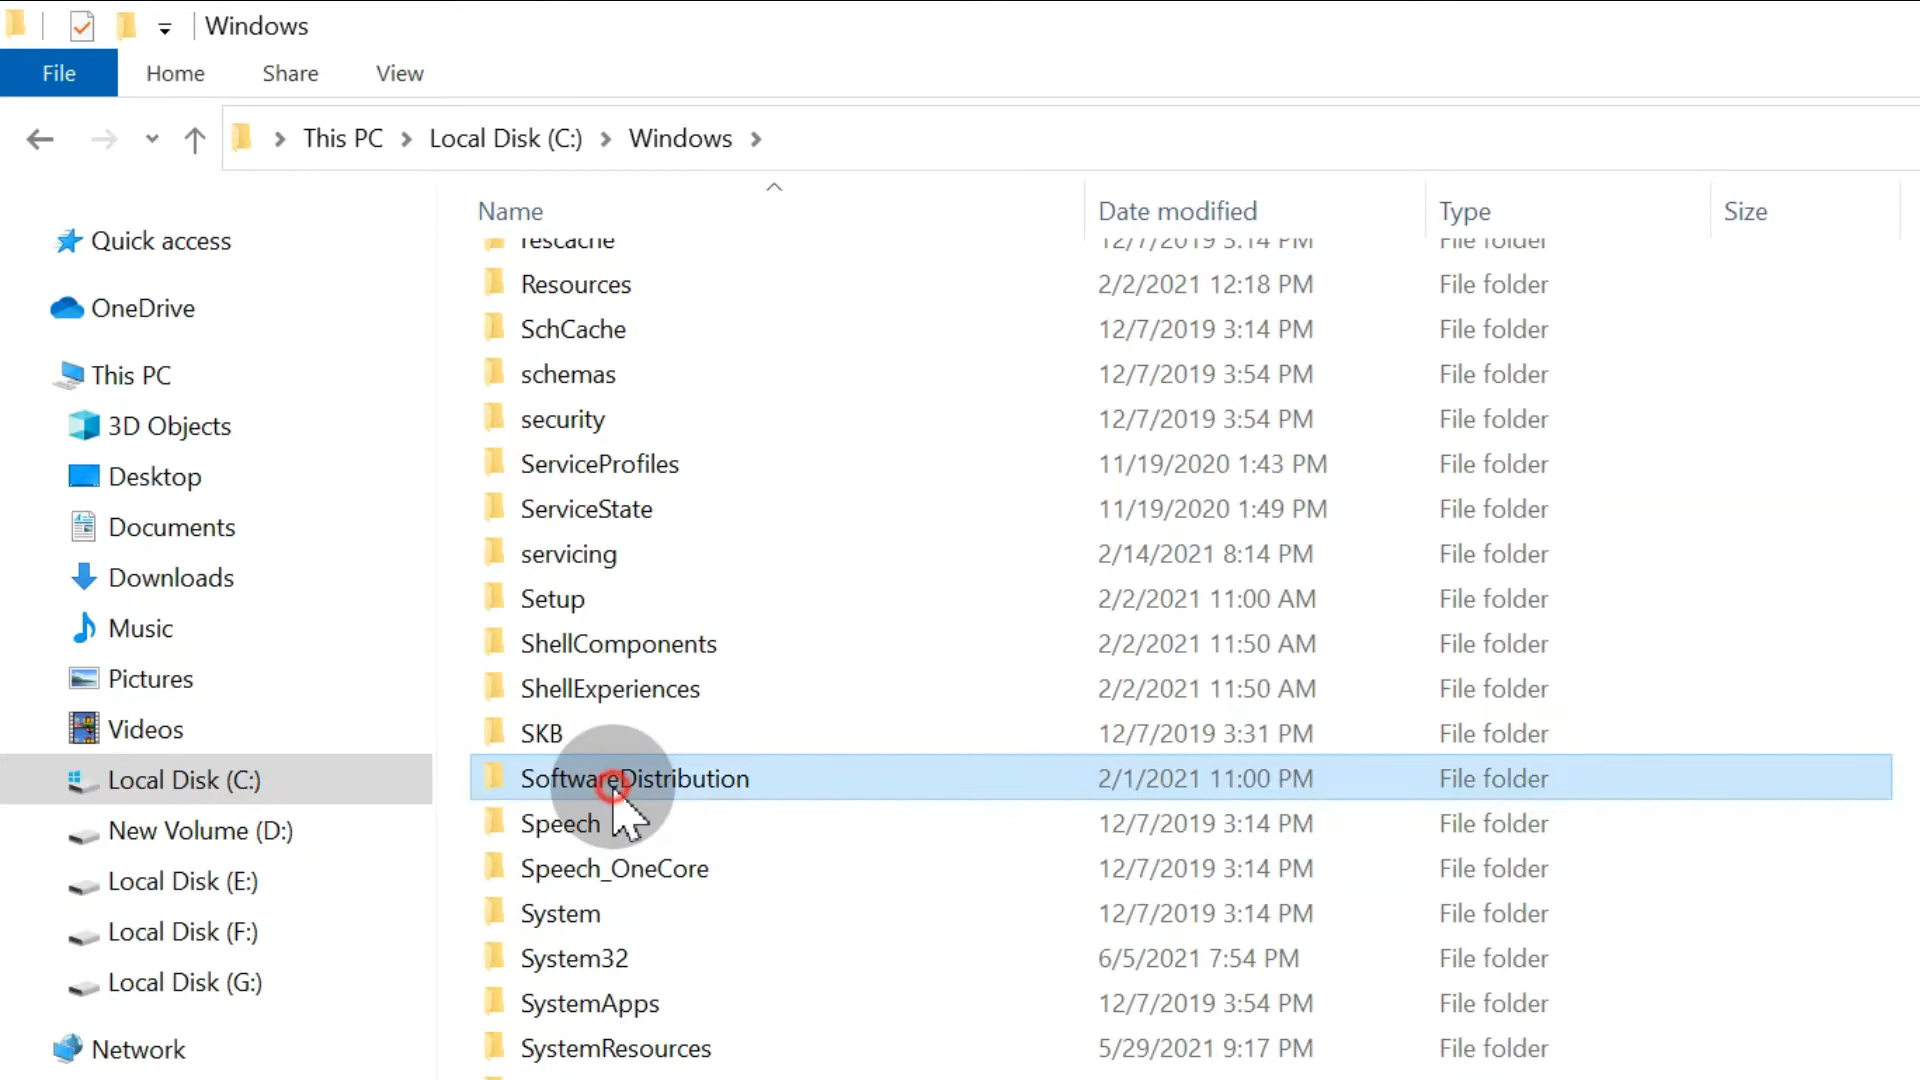 Windows
File Home Share View
This PC Local Disk (C:) Windows
Name Date modified Type Size
Quick access
OneDrive
This PC
3D Objects
Desktop
Documents
Downloads
Music
Pictures
Videos
Local Disk (C:)
New Volume (D:)
Local Disk (E:)
Local Disk (F:)
Local Disk (G:)
Network
rescache 12/7/2019 3:14 PM File folder
Resources 2/2/2021 12:18 PM File folder
SchCache 12/7/2019 3:14 PM File folder
schemas 12/7/2019 3:54 PM File folder
security 12/7/2019 3:54 PM File folder
ServiceProfiles 11/19/2020 1:43 PM File folder
ServiceState 11/19/2020 1:49 PM File folder
servicing 2/14/2021 8:14 PM File folder
Setup 2/2/2021 11:00 AM File folder
ShellComponents 2/2/2021 11:50 AM File folder
ShellExperiences 2/2/2021 11:50 AM File folder
SKB 12/7/2019 3:31 PM File folder
SoftwareDistribution 2/1/2021 11:00 PM File folder
Speech 12/7/2019 3:14 PM File folder
Speech_OneCore 12/7/2019 3:14 PM File folder
System 12/7/2019 3:14 PM File folder
System32 6/5/2021 7:54 PM File folder
SystemApps 12/7/2019 3:54 PM File folder
SystemResources 5/29/2021 9:17 PM File folder